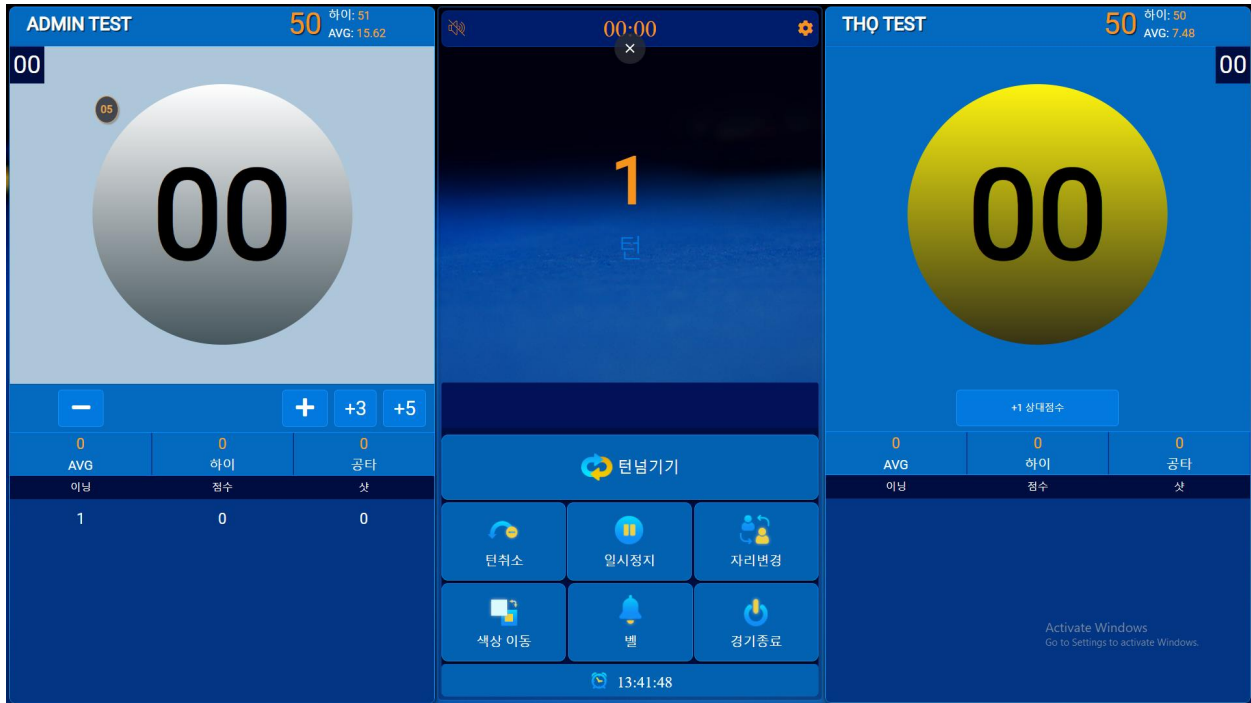 ADMIN TEST
50
하이: 51
AVG: 15.62
00
05
00
+3
+5
0
0
0
AVG
하이
공타
이닝
점수
샷
1
0
0
00:00
1
턴
턴넘기기
턴취소
일시정지
자리변경
색상 이동
벨
경기종료
13:41:48
THỌ TEST
50
하이: 50
AVG: 7.48
00
00
+1 상대점수
0
0
0
AVG
하이
공타
이닝
점수
샷
Activate Windows
Go to Settings to activate Windows.